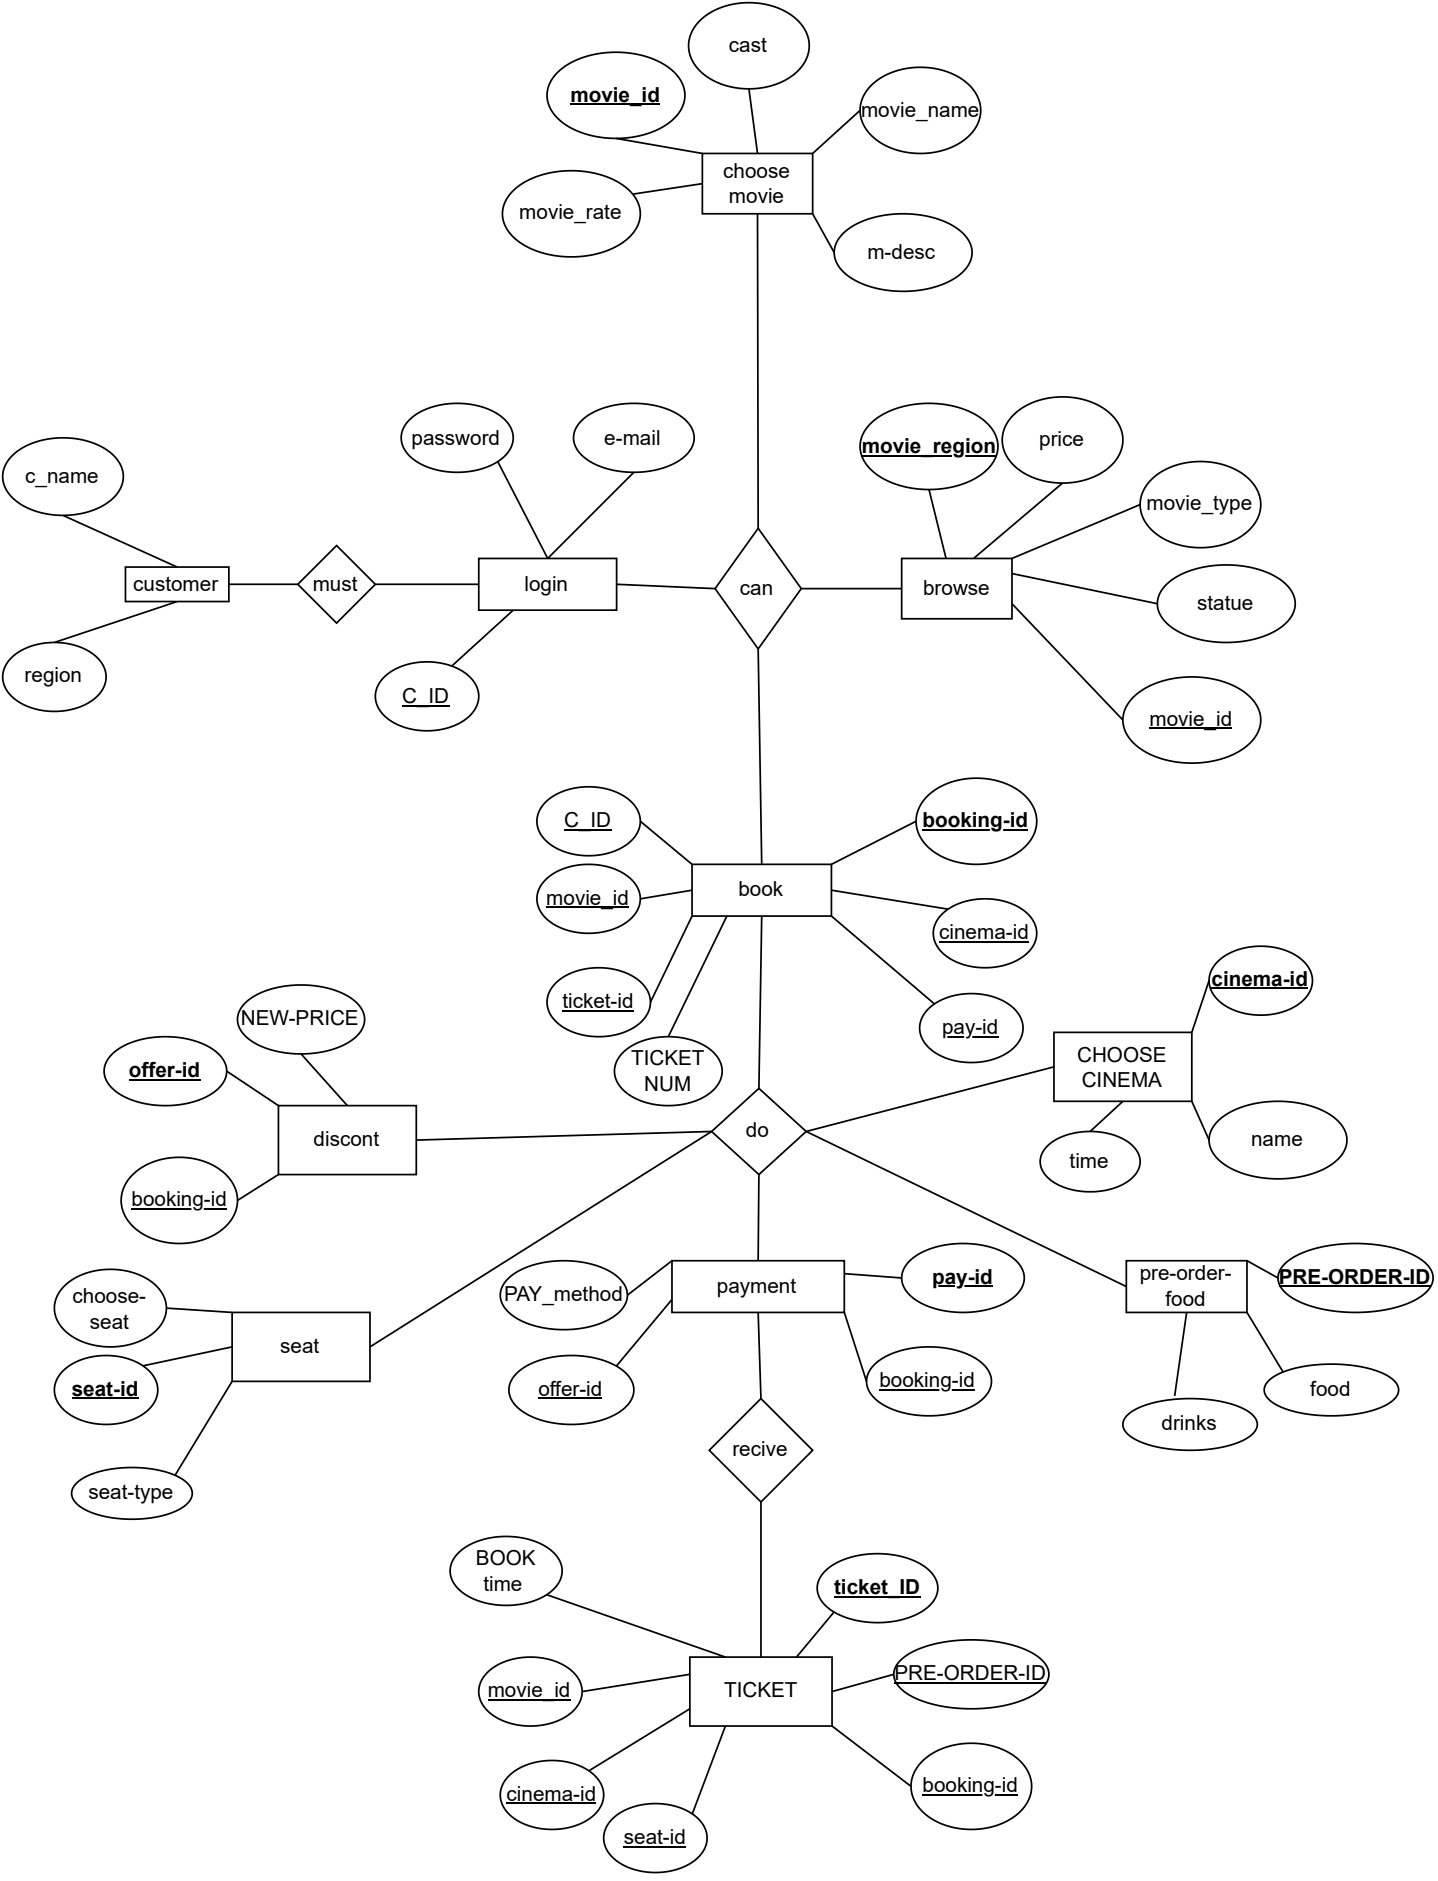 cast
movie_id
movie_name
choose
movie
movie_rate
m-desc
password
e-mail
movie_region
price
c_name
movie_type
customer
must
login
can
browse
statue
region
C_ID
movie_id
C_ID
booking-id
book
movie_id
cinema-id
cinema-id
ticket-id
pay-id
NEW-PRICE
TICKET
NUM
CHOOSE
CINEMA
offer-id
discont
do
name
time
booking-id
choose-
seat
PAY_method
payment
pay-id
pre-order-
food
PRE-ORDER-ID
seat
seat-id
offer-id
booking-id
food
drinks
recive
seat-type
BOOK
time
ticket_ID
PRE-ORDER-ID
movie_id
TICKET
cinema-id
booking-id
seat-id